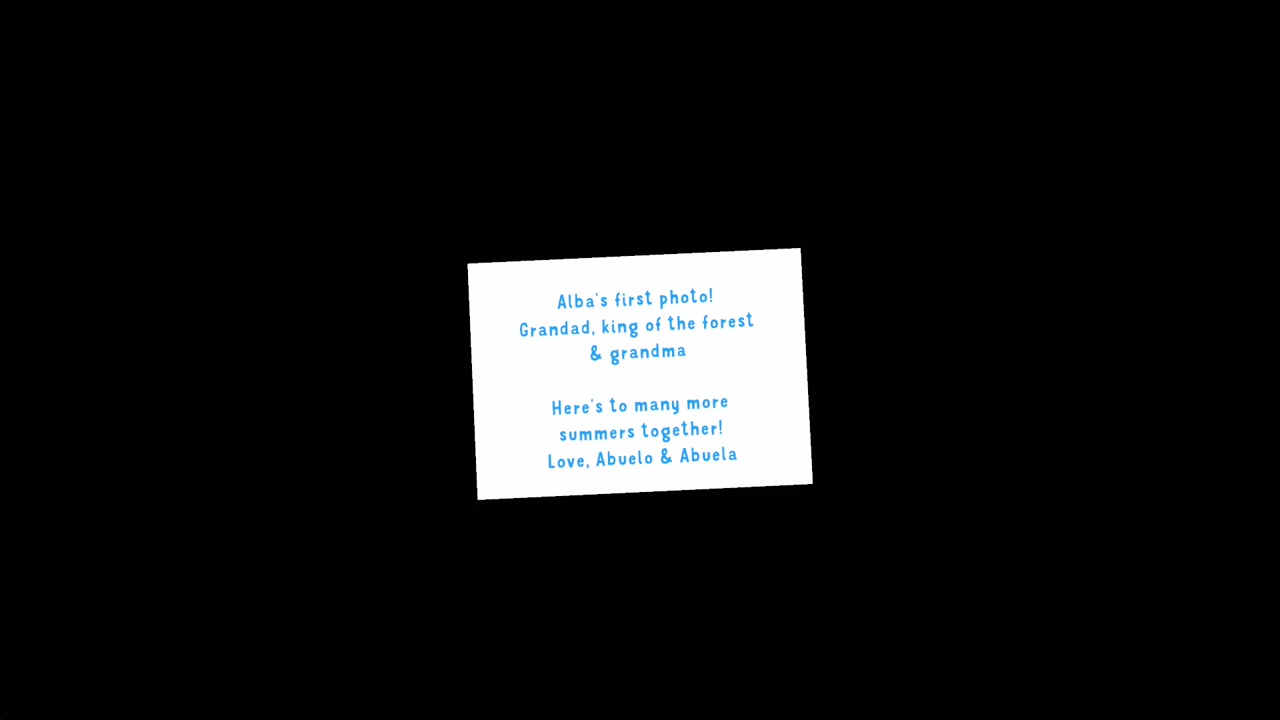 Alba's first photo!
Grandad, king of the forest
& grandma
Here's to many more
summers together!
Love, Abuelo & Abuela